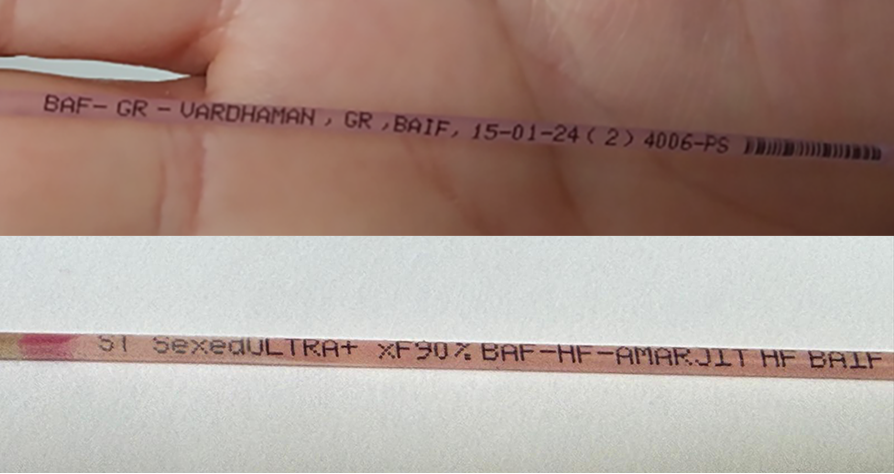 BAF- GR - VARDHAMAN , GR ,BAIF, 15-01-24 ( 2 ) 4006-PS
ST SexedULTRA+ XF90% BAF-HF-AMARJIT HF BAIF